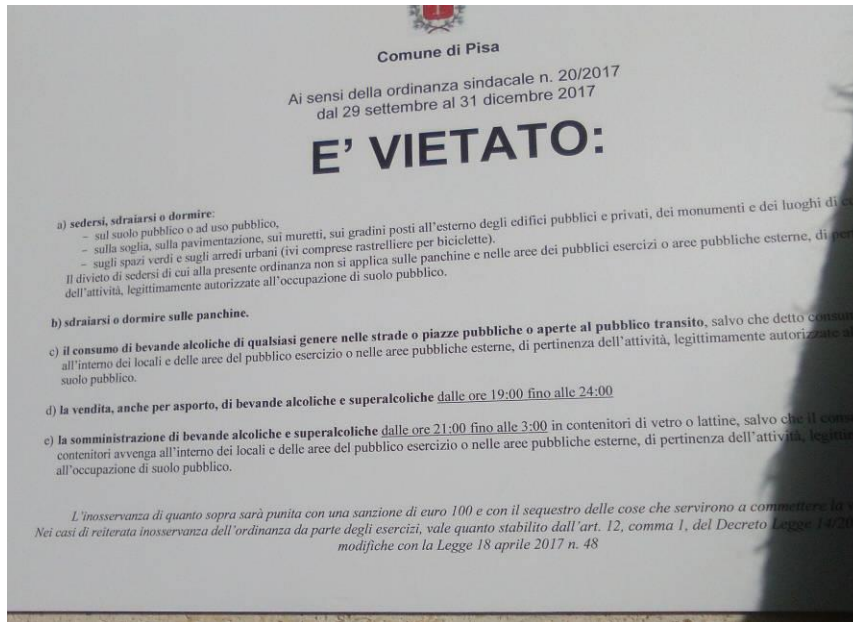 Comune di Pisa
Ai sensi della ordinanza sindacale n. 20/2017
dal 29 settembre al 31 dicembre 2017
E' VIETATO:
a) sedersi, sdraiarsi o dormire:
– sul suolo pubblico o ad uso pubblico,
– sulla soglia, sulla pavimentazione, sui muretti, sui gradini posti all'esterno degli edifici pubblici e privati, dei monumenti e dei luoghi di
– sugli spazi verdi e sugli arredi urbani (ivi comprese rastrelliere per biciclette).
Il divieto di sedersi di cui alla presente ordinanza non si applica sulle panchine e nelle aree dei pubblici esercizi o aree pubbliche esterne, di
dell'attività, legittimamente autorizzate all'occupazione di suolo pubblico.
b) sdraiarsi o dormire sulle panchine.
c) il consumo di bevande alcoliche di qualsiasi genere nelle strade o piazze pubbliche o aperte al pubblico transito, salvo che detto
all'interno dei locali e delle aree del pubblico esercizio o nelle aree pubbliche esterne, di pertinenza dell'attività, legittimamente autorizzate
suolo pubblico.
d) la vendita, anche per asporto, di bevande alcoliche e superalcoliche dalle ore 19:00 fino alle 24:00
e) la somministrazione di bevande alcoliche e superalcoliche dalle ore 21:00 fino alle 3:00 in contenitori di vetro o lattine, salvo che il
contenitori avvenga all'interno dei locali e delle aree del pubblico esercizio o nelle aree pubbliche esterne, di pertinenza dell'attività,
all'occupazione di suolo pubblico.
L'inosservanza di quanto sopra sarà punita con una sanzione di euro 100 e con il sequestro delle cose che servirono a commettere la
Nei casi di reiterata inosservanza dell'ordinanza da parte degli esercizi, vale quanto stabilito dall'art. 12, comma 1, del Decreto Legge
modifiche con la Legge 18 aprile 2017 n. 48